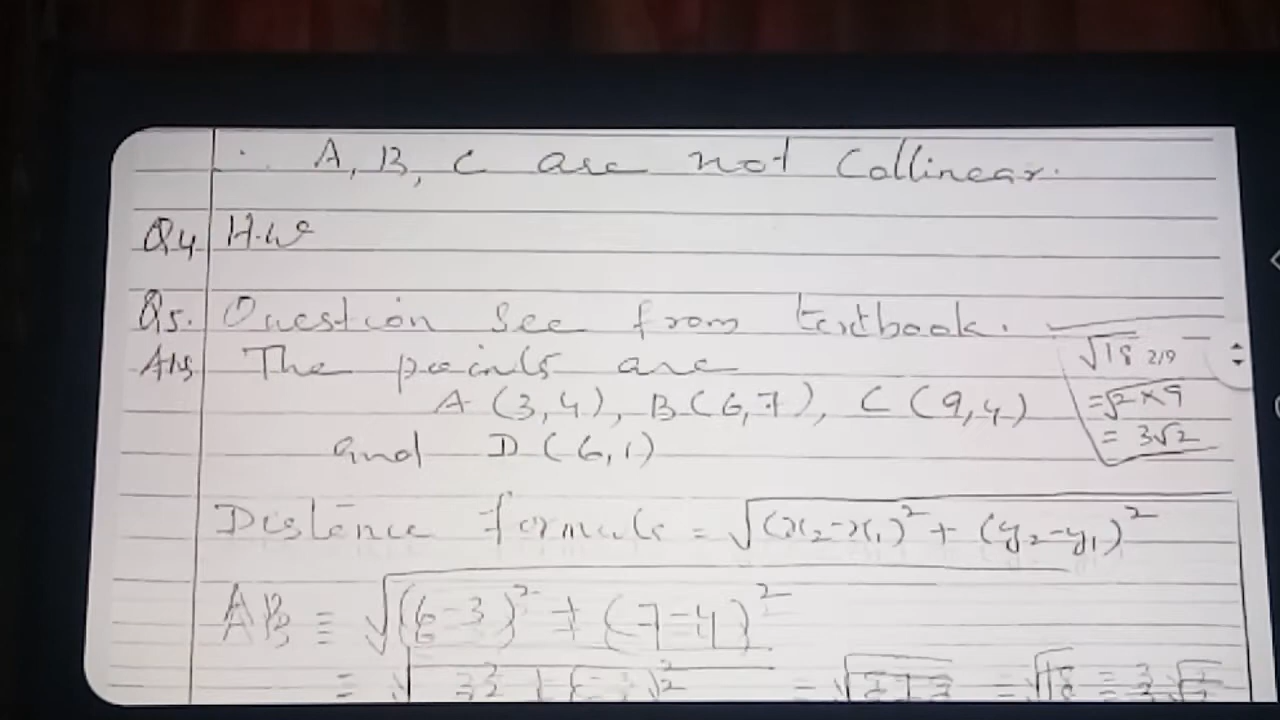 ∴ A, B, C are not Collinear.
Q4. H.W
Q5. Question See from textbook.
Ans The points are
A (3,4), B(6,7), C (9,4)
and D(6,1)
√18 2|9
= √2×9
= 3√2
Distance formula = √(x₂-x₁)² + (y₂-y₁)²
AB = √(6-3)² + (7-4)²